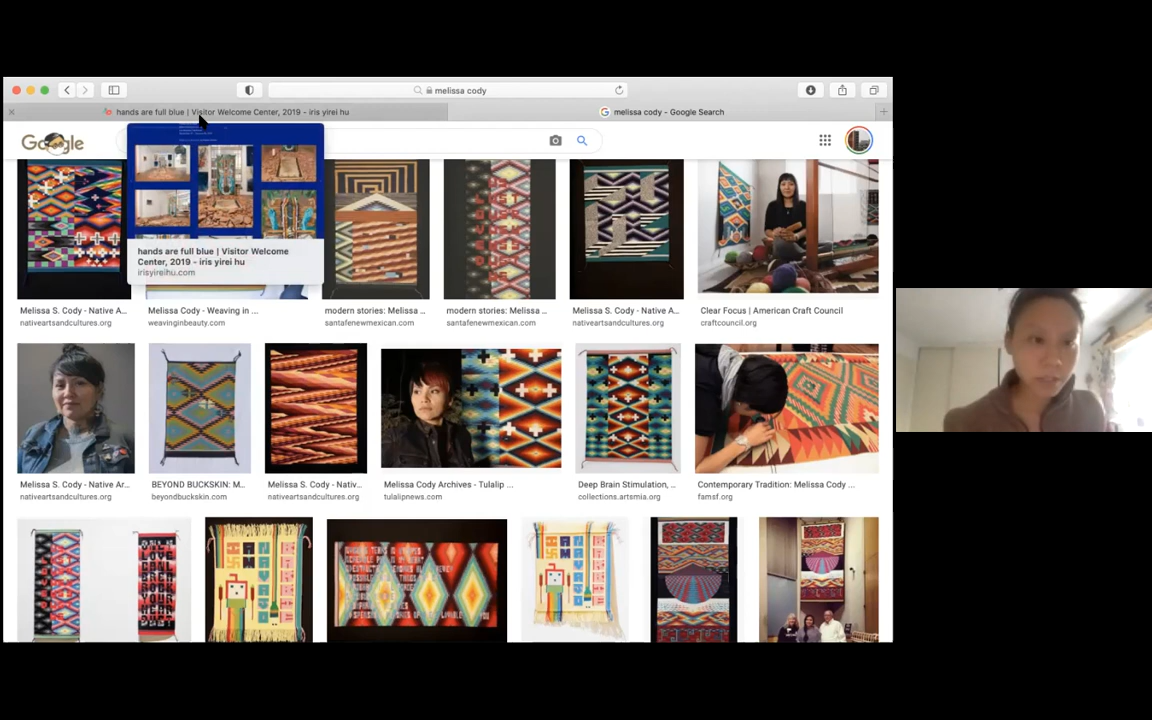 melissa cody
hands are full blue | Visitor Welcome Center, 2019 - iris yirei hu
melissa cody - Google Search
Google
hands are full blue | Visitor Welcome
Center, 2019 - iris yirei hu
irisyireihu.com
Melissa S. Cody - Native A...
nativeartsandcultures.org
Melissa Cody - Weaving in ...
weavinginbeauty.com
modern stories: Melissa ...
santafenewmexican.com
modern stories: Melissa ...
santafenewmexican.com
Melissa S. Cody - Native A...
nativeartsandcultures.org
Clear Focus | American Craft Council
craftcouncil.org
Melissa S. Cody - Native Ar...
nativeartsandcultures.org
BEYOND BUCKSKIN: M...
beyondbuckskin.com
Melissa S. Cody - Nativ...
nativeartsandcultures.org
Melissa Cody Archives - Tulalip ...
tulalipnews.com
Deep Brain Stimulation, ...
collections.artsmia.org
Contemporary Tradition: Melissa Cody ...
famsf.org